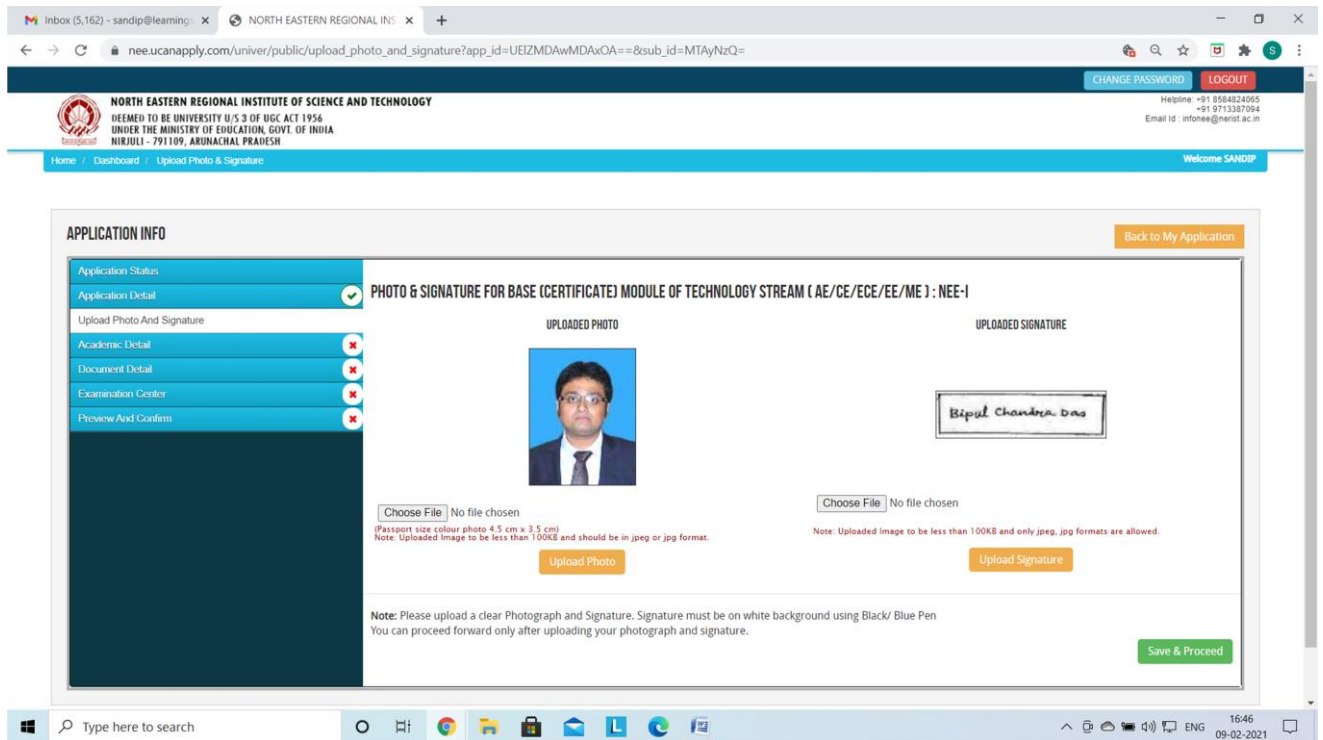 Inbox (5,162) - sandip@learning
NORTH EASTERN REGIONAL INS
nee.ucanapply.com/univer/public/upload_photo_and_signature?app_id=UElZMDAwMDAxOA==&sub_id=MTAyNzQ=
S
CHANGE PASSWORD
LOGOUT
NORTH EASTERN REGIONAL INSTITUTE OF SCIENCE AND TECHNOLOGY
DEEMED TO BE UNIVERSITY U/S 3 OF UGC ACT 1956
UNDER THE MINISTRY OF EDUCATION, GOVT. OF INDIA
NIRJULI - 791109, ARUNACHAL PRADESH
Helpline: +91 8584824065
+91 9713387094
Email Id : infonee@nerist.ac.in
Home / Dashboard / Upload Photo & Signature
Welcome SANDIP
APPLICATION INFO
Back to My Application
Application Status
Application Detail
Upload Photo And Signature
Academic Detail
Document Detail
Examination Center
Preview And Confirm
PHOTO & SIGNATURE FOR BASE (CERTIFICATE) MODULE OF TECHNOLOGY STREAM ( AE/CE/ECE/EE/ME ) : NEE-I
UPLOADED PHOTO
Choose File No file chosen
(Passport size colour photo 4.5 cm x 3.5 cm)
Note: Uploaded Image to be less than 100KB and should be in jpeg or jpg format.
Upload Photo
UPLOADED SIGNATURE
Bipul Chandra Das
Choose File No file chosen
Note: Uploaded Image to be less than 100KB and only jpeg, jpg formats are allowed.
Upload Signature
Note: Please upload a clear Photograph and Signature. Signature must be on white background using Black/ Blue Pen
You can proceed forward only after uploading your photograph and signature.
Save & Proceed
Type here to search
L
ENG
16:46
09-02-2021